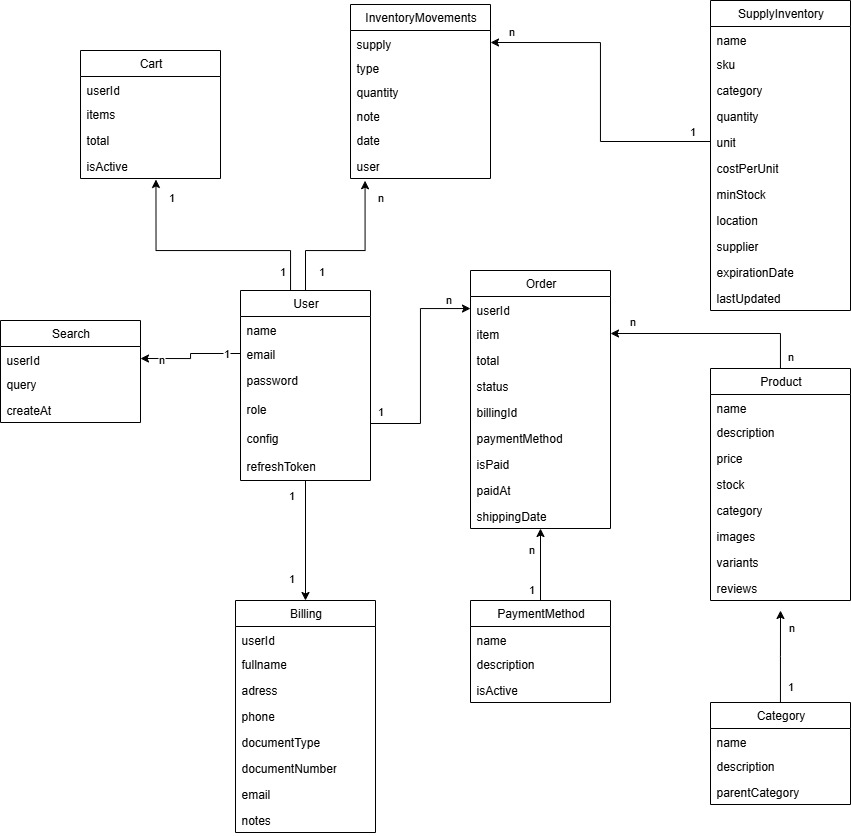 InventoryMovements
supply
type
quantity
note
date
user
n
1
SupplyInventory
name
sku
category
quantity
unit
costPerUnit
minStock
location
supplier
expirationDate
lastUpdated
Cart
userId
items
total
isActive
1
n
1
1
User
name
email
password
role
config
refreshToken
Search
userId
query
createAt
n
1
1
n
Order
userId
item
total
status
billingId
paymentMethod
isPaid
paidAt
shippingDate
n
n
Product
name
description
price
stock
category
images
variants
reviews
1
1
Billing
userId
fullname
adress
phone
documentType
documentNumber
email
notes
n
1
PaymentMethod
name
description
isActive
n
1
Category
name
description
parentCategory